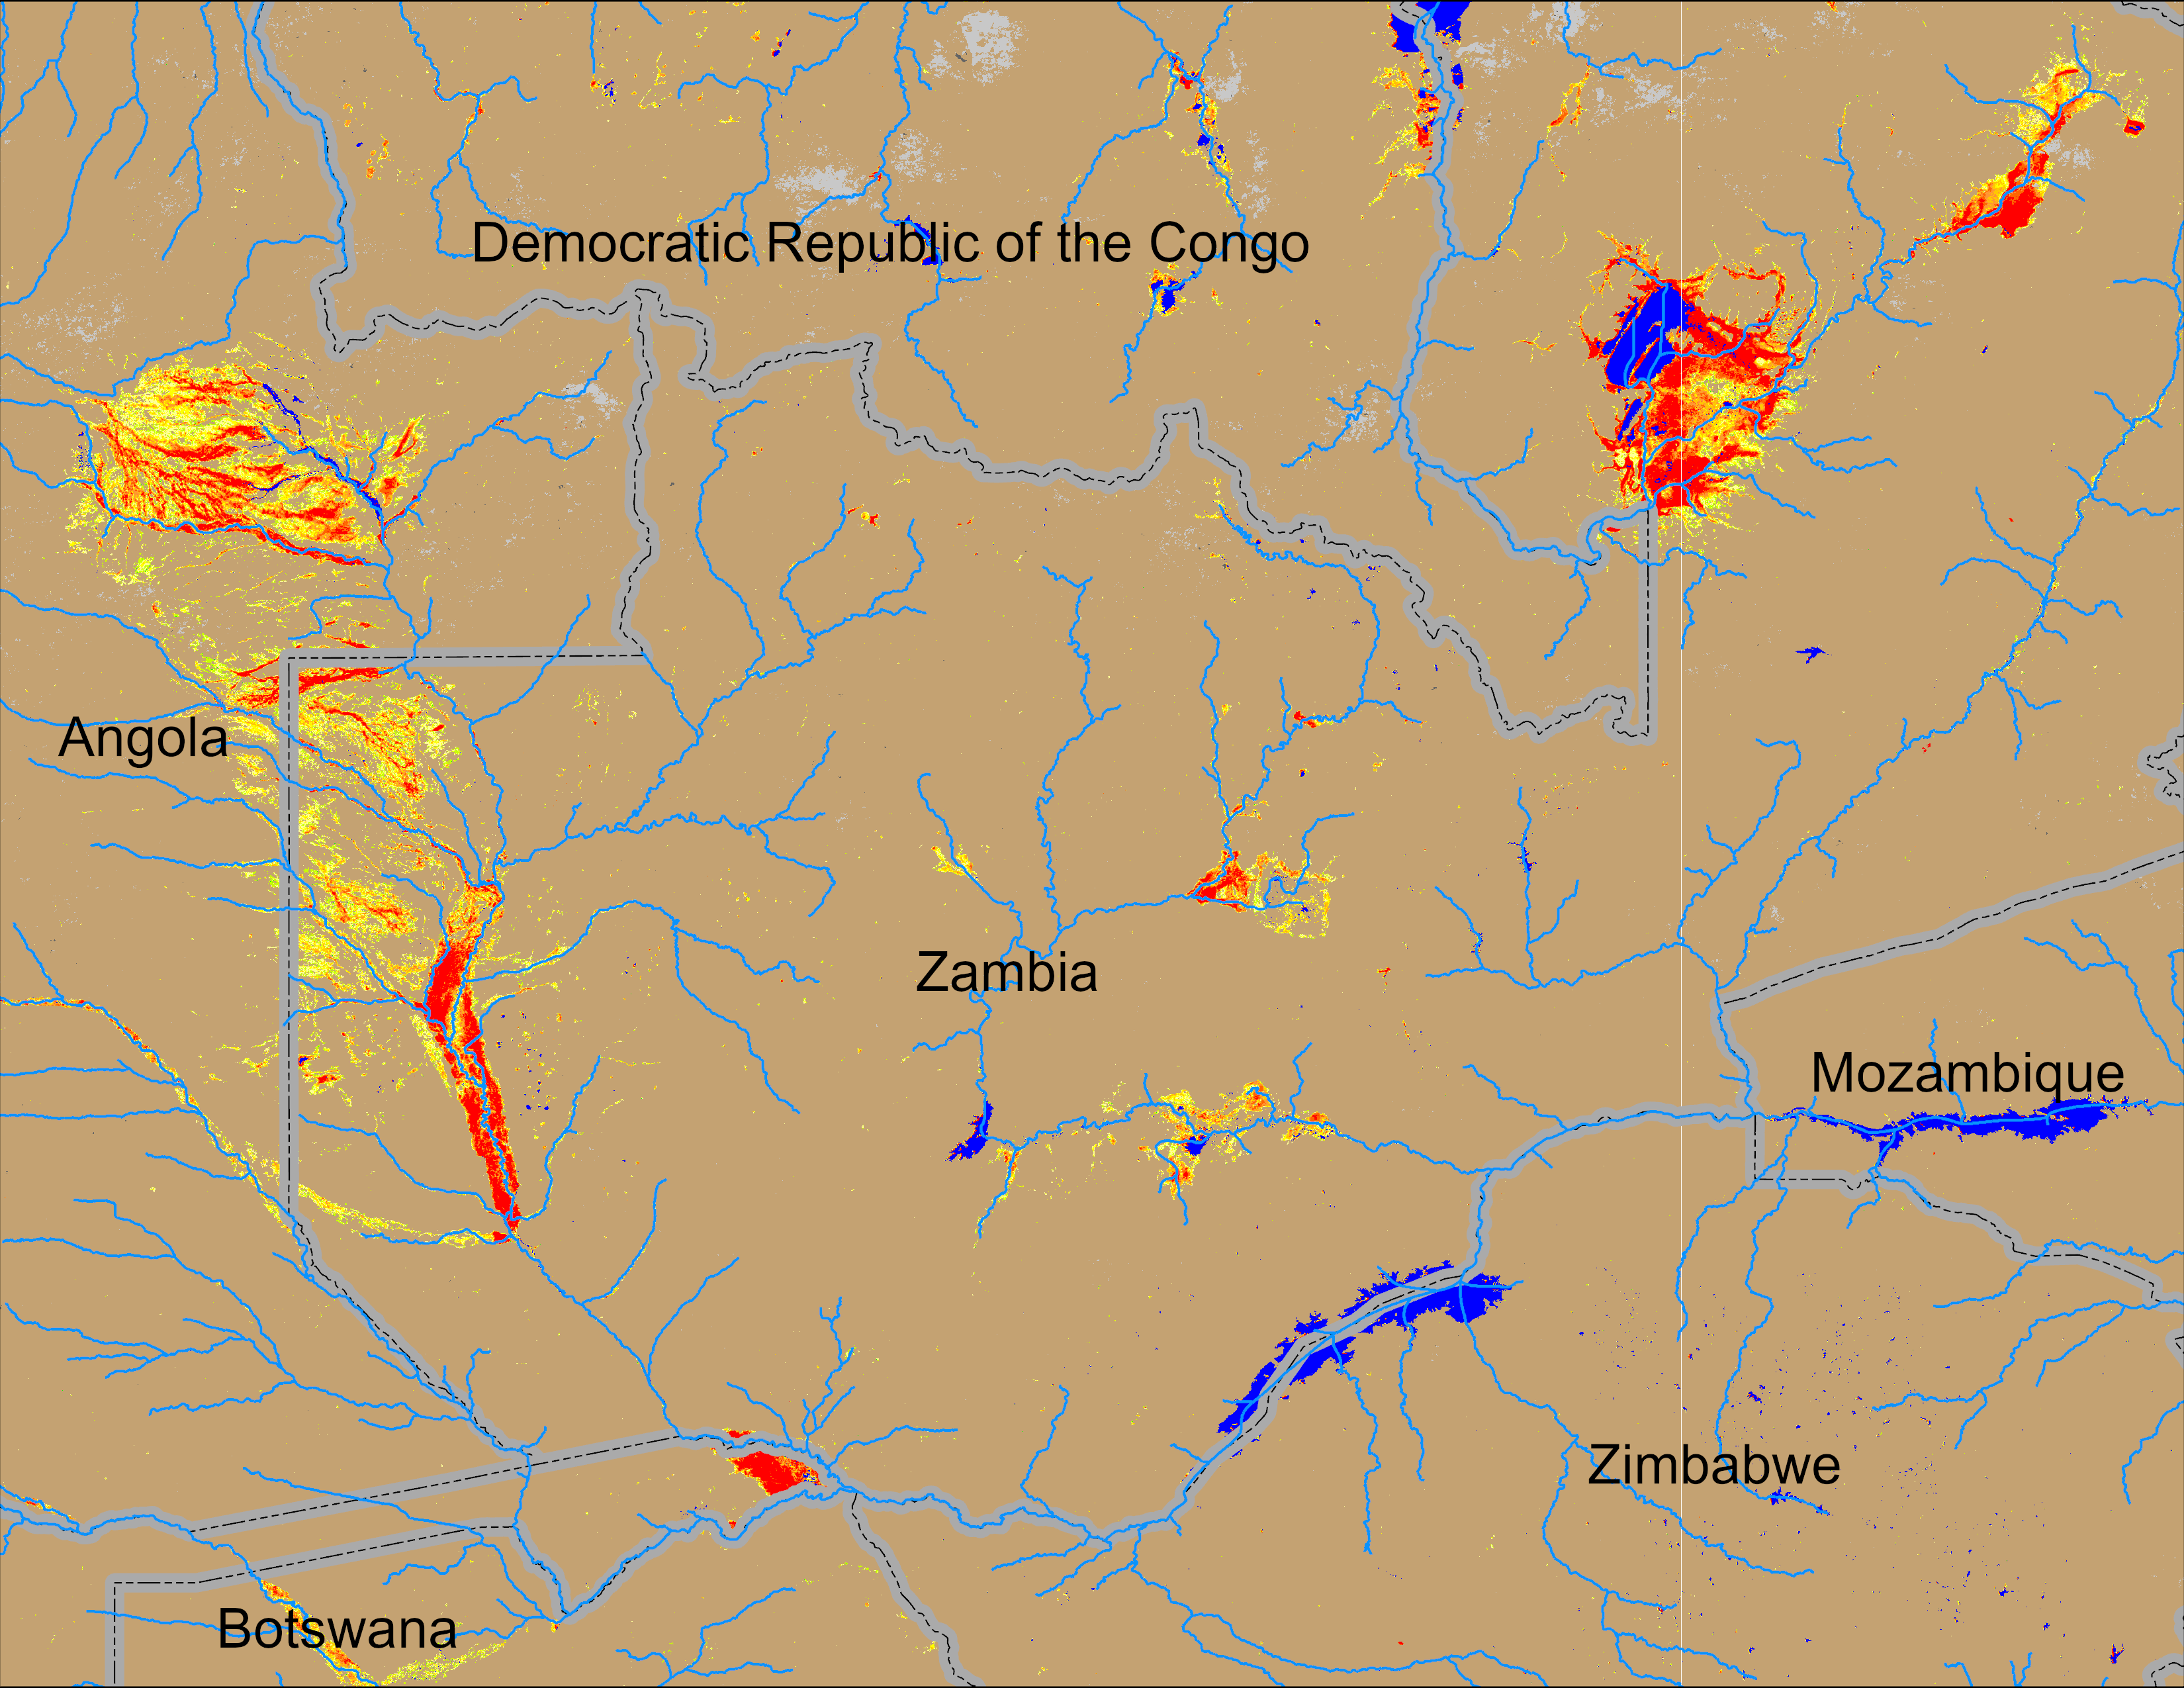 Democratic Republic of the Congo
Angola
Zambia
Mozambique
Zimbabwe
Botswana